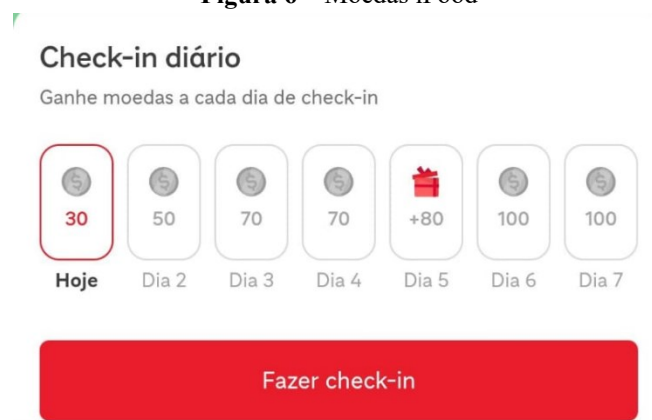 Check-in diário
Ganhe moedas a cada dia de check-in
30 50 70 70 +80 100 100
Hoje Dia 2 Dia 3 Dia 4 Dia 5 Dia 6 Dia 7
Fazer check-in